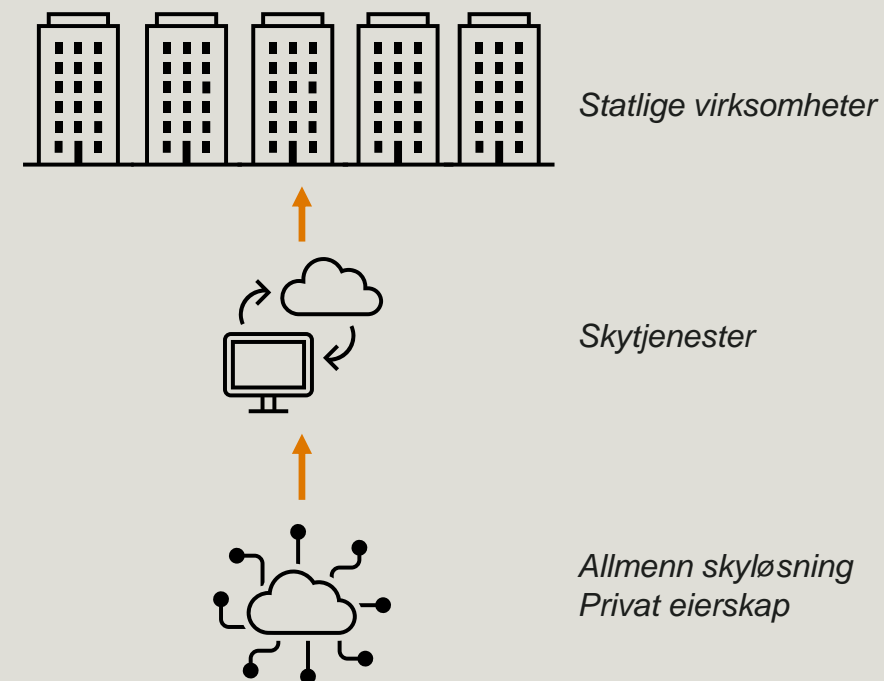 Statlige virksomheter
Skytjenester
Allmenn skyløsning
Privat eierskap